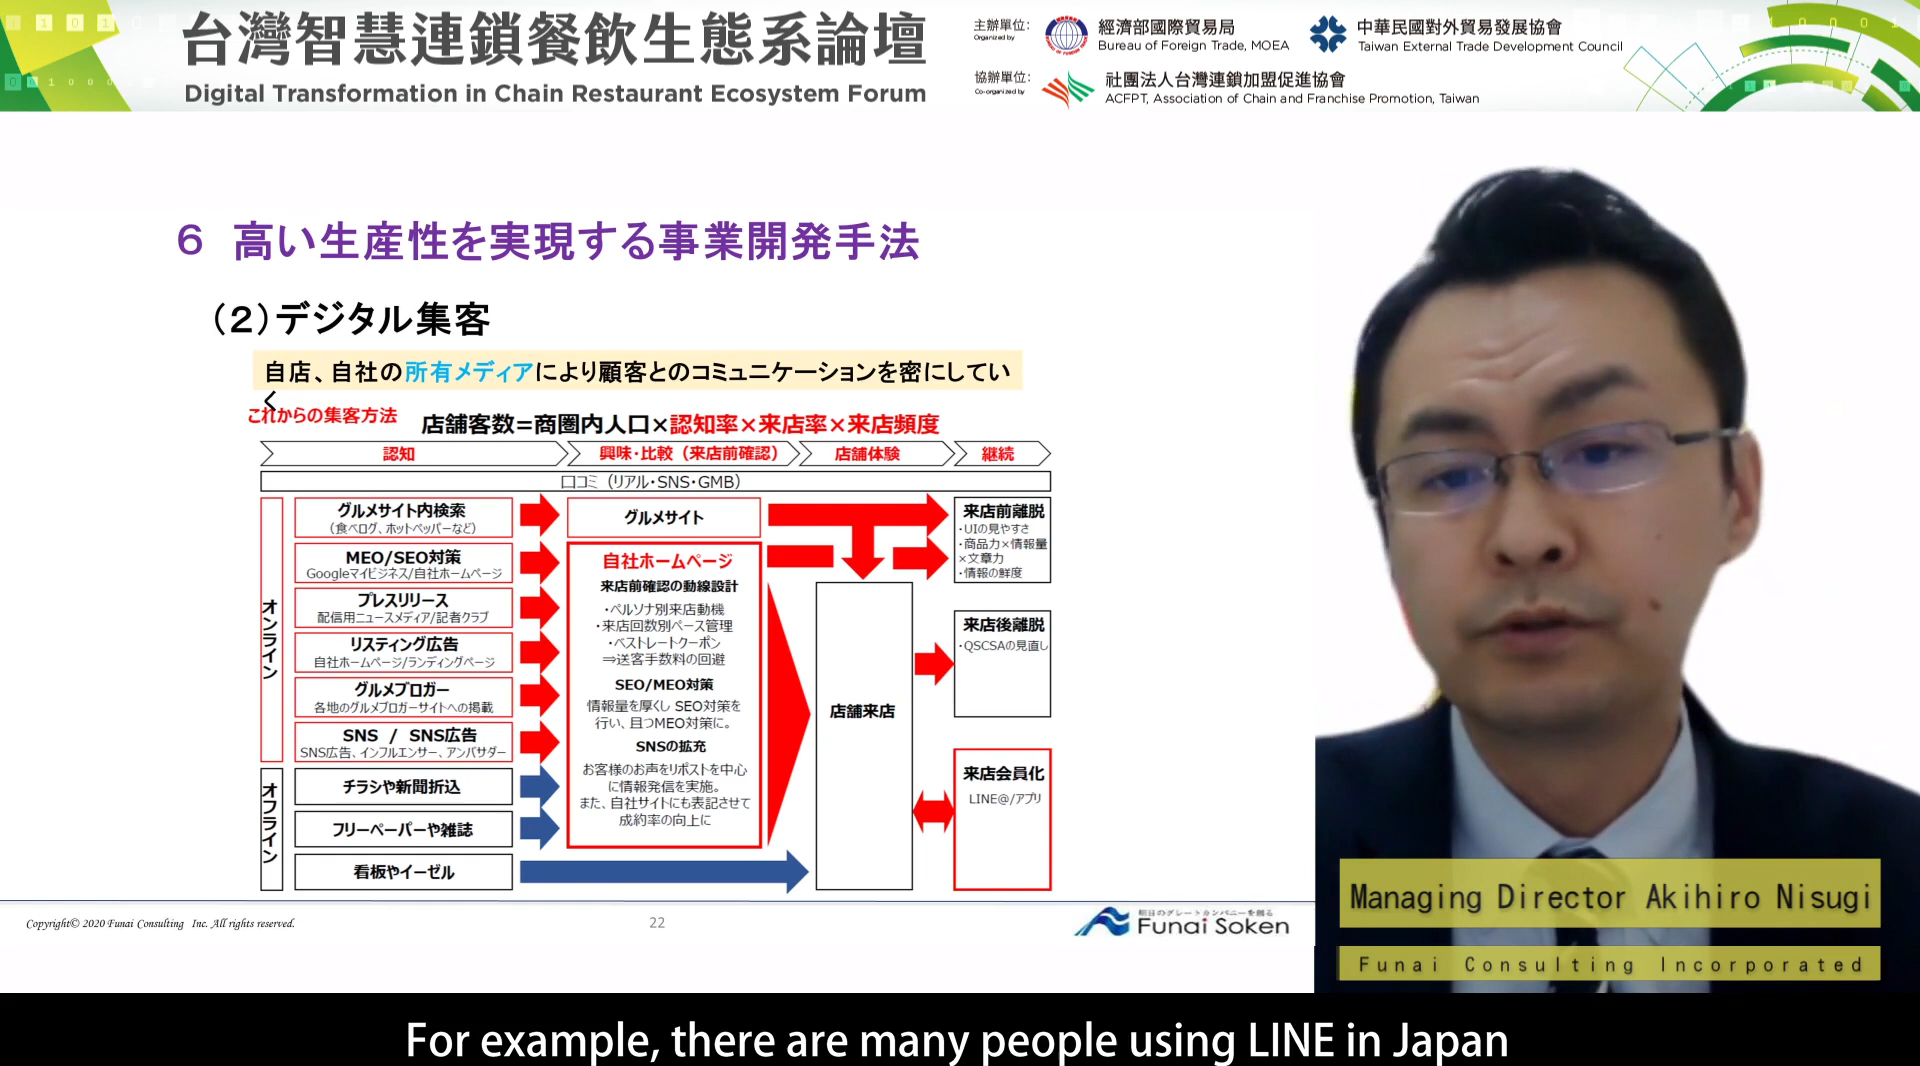 台灣智慧連鎖餐飲生態系論壇
Digital Transformation in Chain Restaurant Ecosystem Forum
主辦單位:
Organized by
經濟部國際貿易局
Bureau of Foreign Trade, MOEA
中華民國對外貿易發展協會
Taiwan External Trade Development Council
協辦單位:
Co-organized by
社團法人台灣連鎖加盟促進協會
ACFPT, Association of Chain and Franchise Promotion, Taiwan
6 高い生産性を実現する事業開発手法
(2)デジタル集客
自店、自社の所有メディアにより顧客とのコミュニケーションを密にしてい
く
これからの集客方法
店舗客数=商圏内人口×認知率×来店率×来店頻度
認知
興味・比較(来店前確認)
店舗体験
継続
口コミ(リアル・SNS・GMB)
オンライン
グルメサイト内検索
(食べログ、ホットペッパーなど)
MEO/SEO対策
Googleマイビジネス/自社ホームページ
プレスリリース
配信用ニュースメディア/記者クラブ
リスティング広告
自社ホームページ/ランディングページ
グルメブロガー
各地のグルメブロガーサイトへの掲載
SNS / SNS広告
SNS広告、インフルエンサー、アンバサダー
オフライン
チラシや新聞折込
フリーペーパーや雑誌
看板やイーゼル
グルメサイト
自社ホームページ
来店前確認の動線設計
・ペルソナ別来店動機
・来店回数別ベース管理
・ベストレートクーポン
⇒送客手数料の回避
SEO/MEO対策
情報量を厚くし SEO対策を
行い、且つMEO対策に。
SNSの拡充
お客様のお声をリポストを中心
に情報発信を実施。
また、自社サイトにも表記させて
成約率の向上に
店舗来店
来店前離脱
・UIの見やすさ
・商品力×情報量
×文章力
・情報の鮮度
来店後離脱
・QSCSAの見直し
来店会員化
LINE@/アプリ
Copyright© 2020 Funai Consulting Inc. All rights reserved.
22
明日のグレートカンパニーを創る
Funai Soken
Managing Director Akihiro Nisugi
Funai Consulting Incorporated
For example, there are many people using LINE in Japan